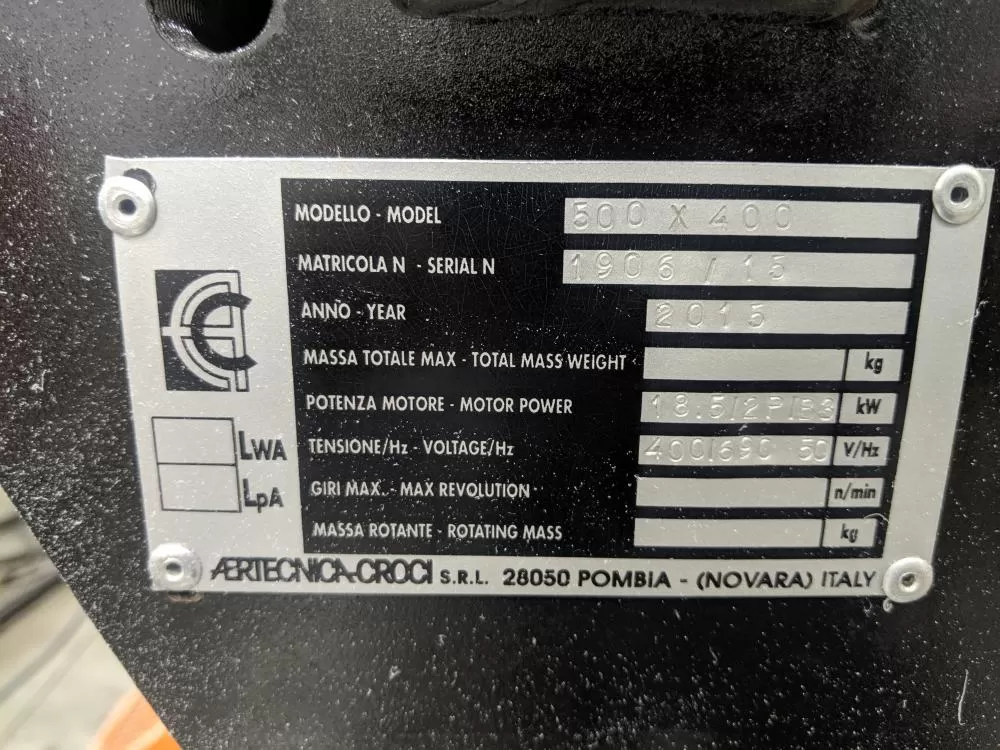 MODELLO - MODEL 500 X 400
MATRICOLA N - SERIAL N 1906/15
ANNO - YEAR 2015
MASSA TOTALE MAX - TOTAL MASS WEIGHT kg
POTENZA MOTORE - MOTOR POWER 18.5/2P/B3 kW
TENSIONE/Hz - VOLTAGE/Hz 400/690 50 V/Hz
GIRI MAX. - MAX REVOLUTION n/min
MASSA ROTANTE - ROTATING MASS kg
LWA
LPA
ÆRTECNICA-CROCI S.R.L. 28050 POMBIA - (NOVARA) ITALY